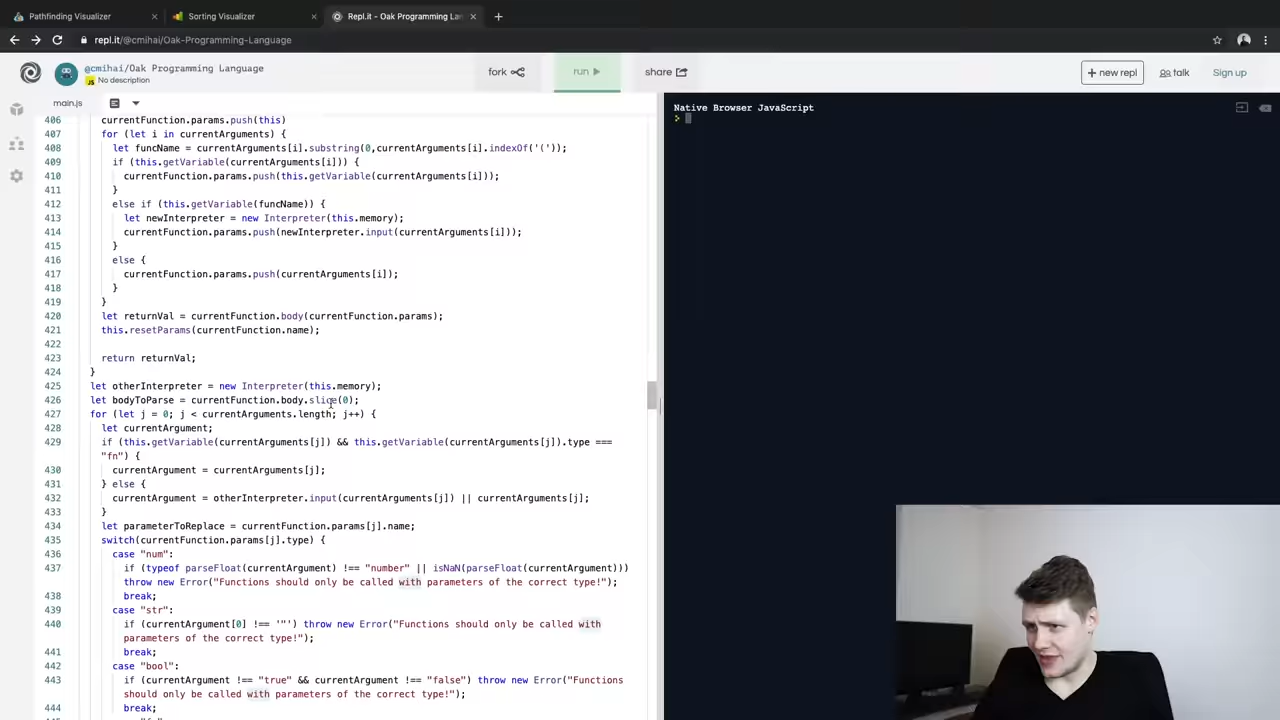 Pathfinding Visualizer
Sorting Visualizer
Repl.it - Oak Programming Lan
repl.it/@cmihai/Oak-Programming-Language
@cmihai/Oak Programming Language
No description
fork
run
share
+ new repl
talk
Sign up
main.js
406 currentFunction.params.push(this)
407 for (let i in currentArguments) {
408 let funcName = currentArguments[i].substring(0,currentArguments[i].indexOf('('));
409 if (this.getVariable(currentArguments[i])) {
410 currentFunction.params.push(this.getVariable(currentArguments[i]));
411 }
412 else if (this.getVariable(funcName)) {
413 let newInterpreter = new Interpreter(this.memory);
414 currentFunction.params.push(newInterpreter.input(currentArguments[i]));
415 }
416 else {
417 currentFunction.params.push(currentArguments[i]);
418 }
419 }
420 let returnVal = currentFunction.body(currentFunction.params);
421 this.resetParams(currentFunction.name);
422
423 return returnVal;
424 }
425 let otherInterpreter = new Interpreter(this.memory);
426 let bodyToParse = currentFunction.body.slice(0);
427 for (let j = 0; j < currentArguments.length; j++) {
428 let currentArgument;
429 if (this.getVariable(currentArguments[j]) && this.getVariable(currentArguments[j]).type ===
"fn") {
430 currentArgument = currentArguments[j];
431 } else {
432 currentArgument = otherInterpreter.input(currentArguments[j]) || currentArguments[j];
433 }
434 let parameterToReplace = currentFunction.params[j].name;
435 switch(currentFunction.params[j].type) {
436 case "num":
437 if (typeof parseFloat(currentArgument) !== "number" || isNaN(parseFloat(currentArgument)))
throw new Error("Functions should only be called with parameters of the correct type!");
438 break;
439 case "str":
440 if (currentArgument[0] !== '"') throw new Error("Functions should only be called with
parameters of the correct type!");
441 break;
442 case "bool":
443 if (currentArgument !== "true" && currentArgument !== "false") throw new Error("Functions
should only be called with parameters of the correct type!");
444 break;
Native Browser JavaScript
>